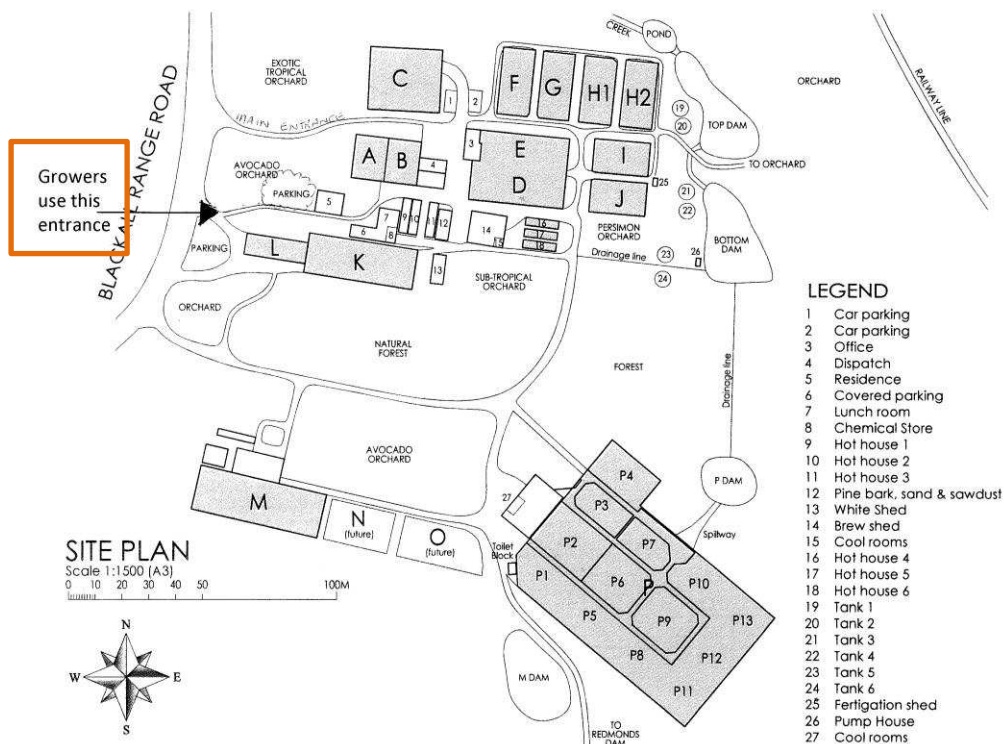 CREEK
POND
EXOTIC
TROPICAL
ORCHARD
C
1
2
F
G
H1
H2
19
20
TOP DAM
ORCHARD
RAILWAY LINE
MAIN ENTRANCE
BLACKALL RANGE ROAD
Growers
use this
entrance
AVOCADO
ORCHARD
PARKING
5
A
B
4
3
E
D
I
J
25
TO ORCHARD
21
22
7
6
8
9
10
11
12
14
15
16
17
18
PERSIMON
ORCHARD
BOTTOM
DAM
PARKING
L
K
13
SUB-TROPICAL
ORCHARD
Drainage line
23
24
26
ORCHARD
NATURAL
FOREST
FOREST
Drainage line
AVOCADO
ORCHARD
M
N
(future)
O
(future)
27
P4
P3
P2
P7
P DAM
Spillway
Toilet
Block
P1
P6
P
P10
P5
P9
P13
P8
P12
P11
M DAM
TO
REDMONDS
DAM
SITE PLAN
Scale 1:1500 (A3)
0 10 20 30 40 50 100M
N
W E
S
LEGEND
1 Car parking
2 Car parking
3 Office
4 Dispatch
5 Residence
6 Covered parking
7 Lunch room
8 Chemical Store
9 Hot house 1
10 Hot house 2
11 Hot house 3
12 Pine bark, sand & sawdust
13 White Shed
14 Brew shed
15 Cool rooms
16 Hot house 4
17 Hot house 5
18 Hot house 6
19 Tank 1
20 Tank 2
21 Tank 3
22 Tank 4
23 Tank 5
24 Tank 6
25 Fertigation shed
26 Pump House
27 Cool rooms